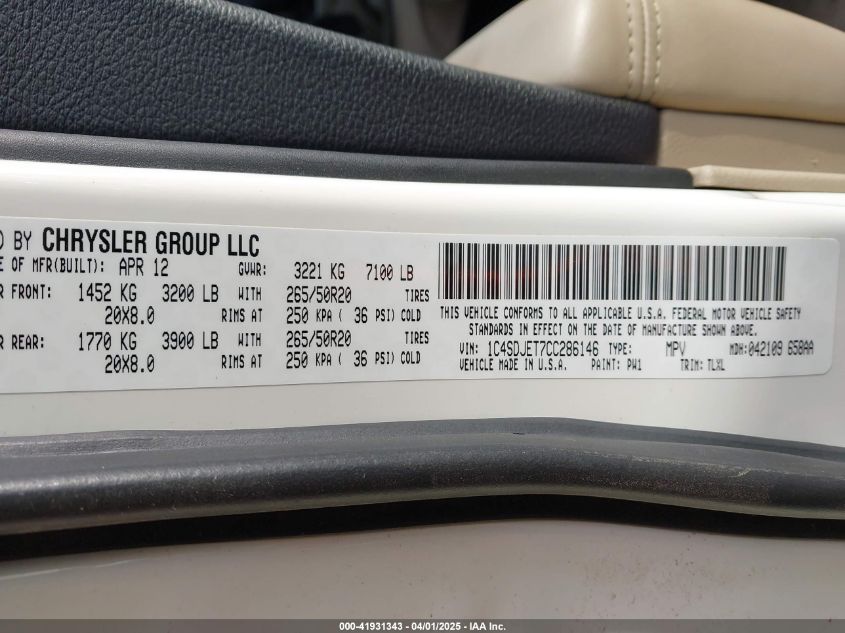 ) BY CHRYSLER GROUP LLC
E OF MFR(BUILT): APR 12 GVWR: 3221 KG 7100 LB
R FRONT: 1452 KG 3200 LB WITH 265/50R20 TIRES
20X8.0 RIMS AT 250 KPA ( 36 PSI) COLD
R REAR: 1770 KG 3900 LB WITH 265/50R20 TIRES
20X8.0 RIMS AT 250 KPA ( 36 PSI) COLD
THIS VEHICLE CONFORMS TO ALL APPLICABLE U.S.A. FEDERAL MOTOR VEHICLE SAFETY
STANDARDS IN EFFECT ON THE DATE OF MANUFACTURE SHOWN ABOVE.
VIN: 1C4SDJET7CC286146 TYPE: MPV MDH:042109 658AA
VEHICLE MADE IN U.S.A. PAINT: PW1 TRIM: TLXL
000-41931343 - 04/01/2025 - IAA Inc.